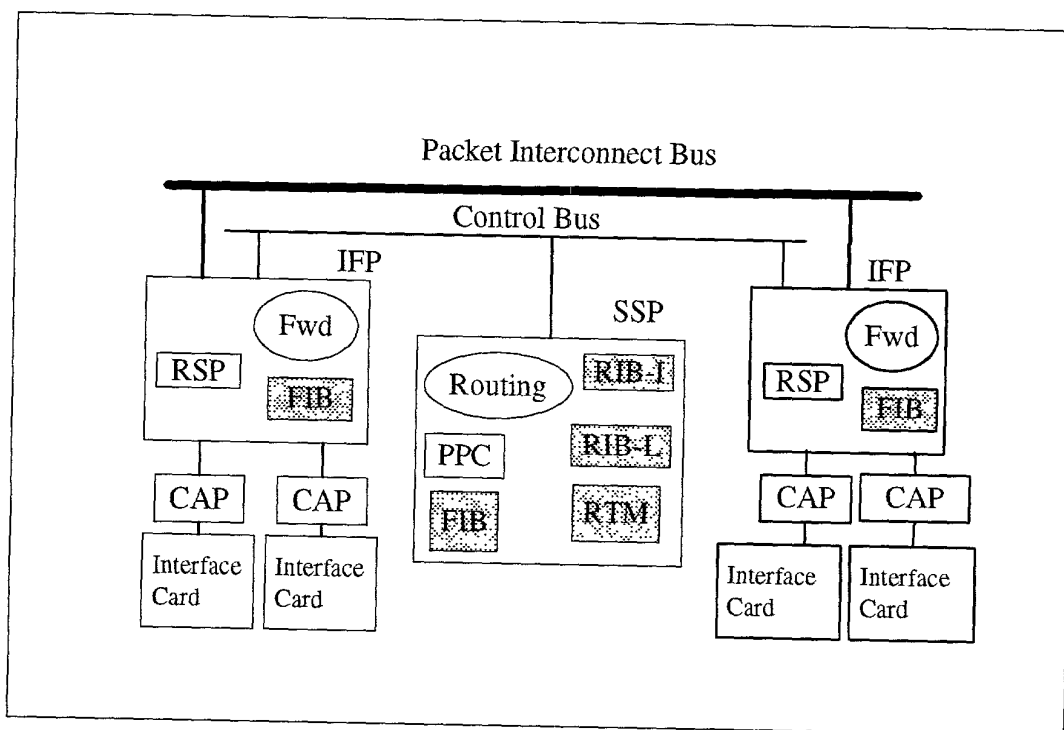 Packet Interconnect Bus
Control Bus
IFP
IFP
SSP
Fwd
RSP
FIB
Routing
RIB-I
PPC
RIB-L
FIB
RTM
Fwd
RSP
FIB
CAP
CAP
CAP
CAP
Interface
Card
Interface
Card
Interface
Card
Interface
Card